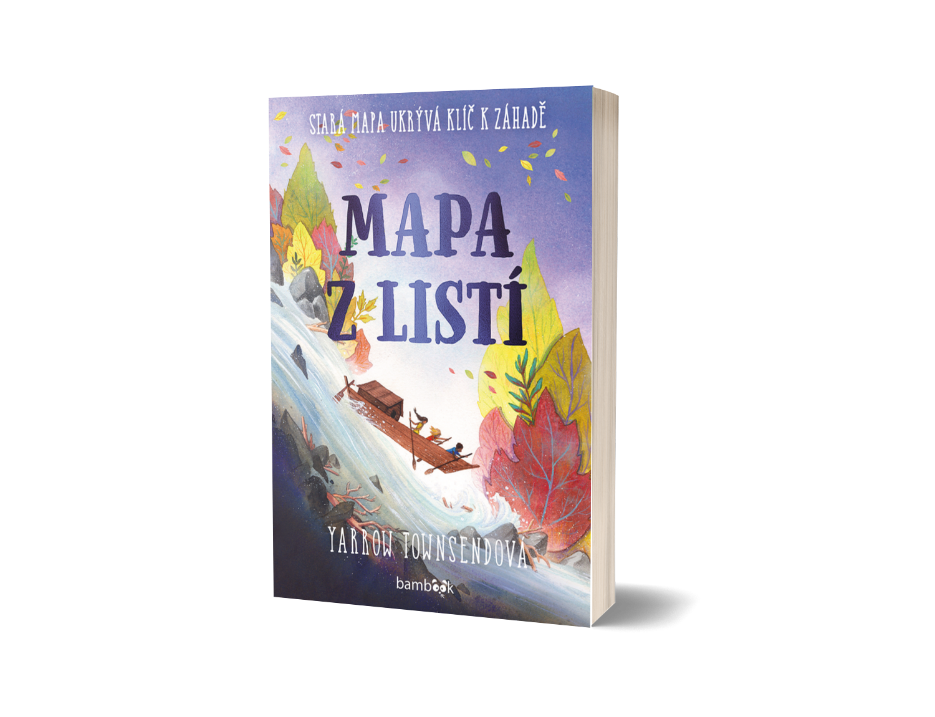 STARÁ MAPA UKRÝVÁ KLÍČ K ZÁHADĚ
MAPA
Z LISTÍ
YARROW TOWNSENDOVÁ
bambook